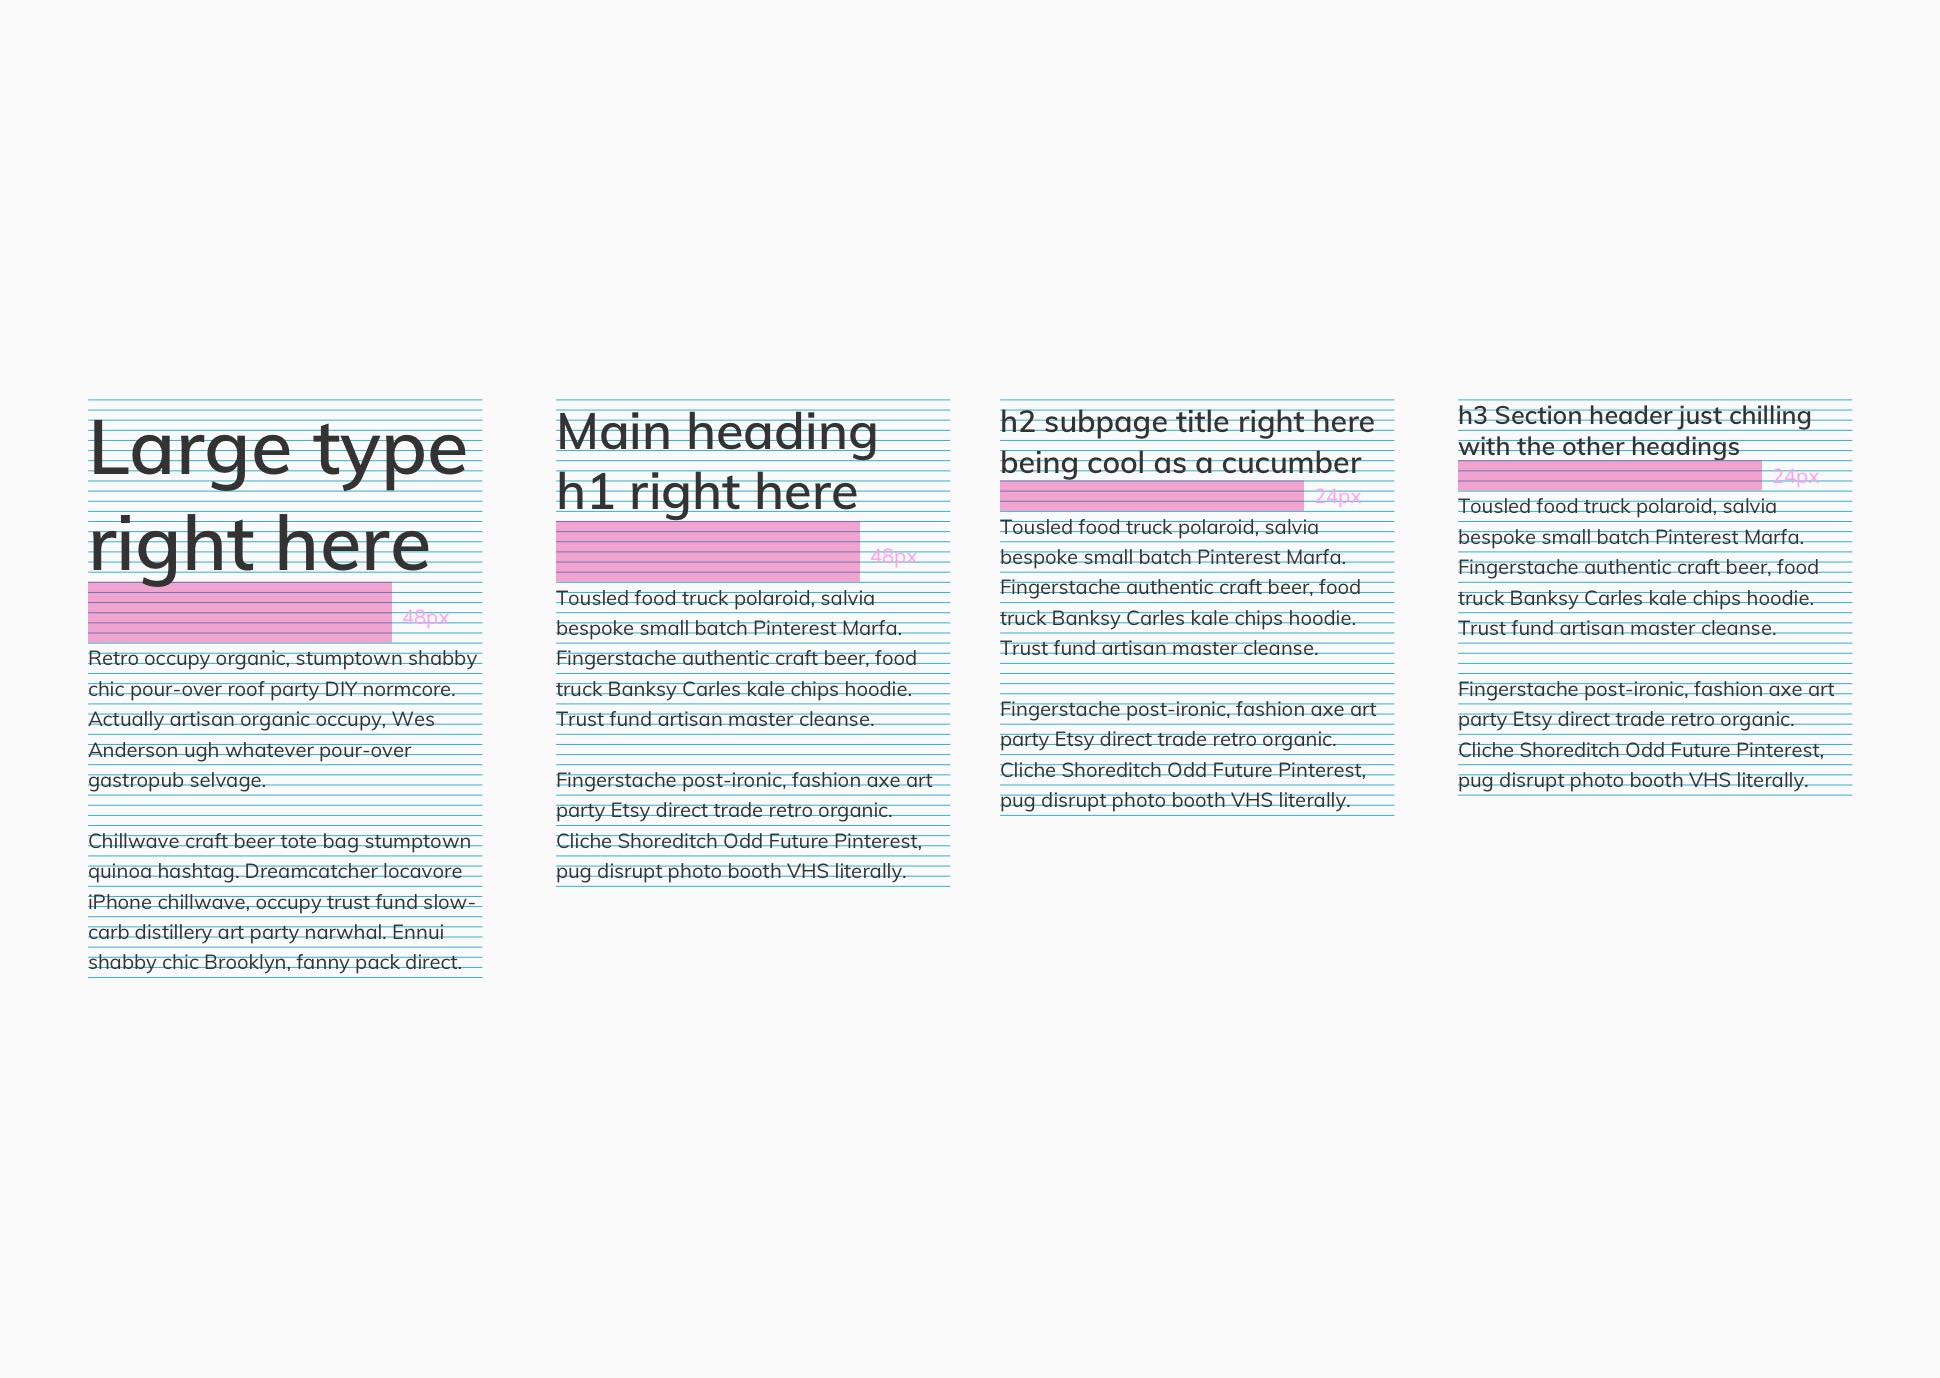 Large type
right here
48px
Retro occupy organic, stumptown shabby
chic pour-over roof party DIY normcore.
Actually artisan organic occupy, Wes
Anderson ugh whatever pour-over
gastropub selvage.
Chillwave craft beer tote bag stumptown
quinoa hashtag. Dreamcatcher locavore
iPhone chillwave, occupy trust fund slow-
carb distillery art party narwhal. Ennui
shabby chic Brooklyn, fanny pack direct.
Main heading
h1 right here
48px
Tousled food truck polaroid, salvia
bespoke small batch Pinterest Marfa.
Fingerstache authentic craft beer, food
truck Banksy Carles kale chips hoodie.
Trust fund artisan master cleanse.
Fingerstache post-ironic, fashion axe art
party Etsy direct trade retro organic.
Cliche Shoreditch Odd Future Pinterest,
pug disrupt photo booth VHS literally.
h2 subpage title right here
being cool as a cucumber
24px
Tousled food truck polaroid, salvia
bespoke small batch Pinterest Marfa.
Fingerstache authentic craft beer, food
truck Banksy Carles kale chips hoodie.
Trust fund artisan master cleanse.
Fingerstache post-ironic, fashion axe art
party Etsy direct trade retro organic.
Cliche Shoreditch Odd Future Pinterest,
pug disrupt photo booth VHS literally.
h3 Section header just chilling
with the other headings
24px
Tousled food truck polaroid, salvia
bespoke small batch Pinterest Marfa.
Fingerstache authentic craft beer, food
truck Banksy Carles kale chips hoodie.
Trust fund artisan master cleanse.
Fingerstache post-ironic, fashion axe art
party Etsy direct trade retro organic.
Cliche Shoreditch Odd Future Pinterest,
pug disrupt photo booth VHS literally.